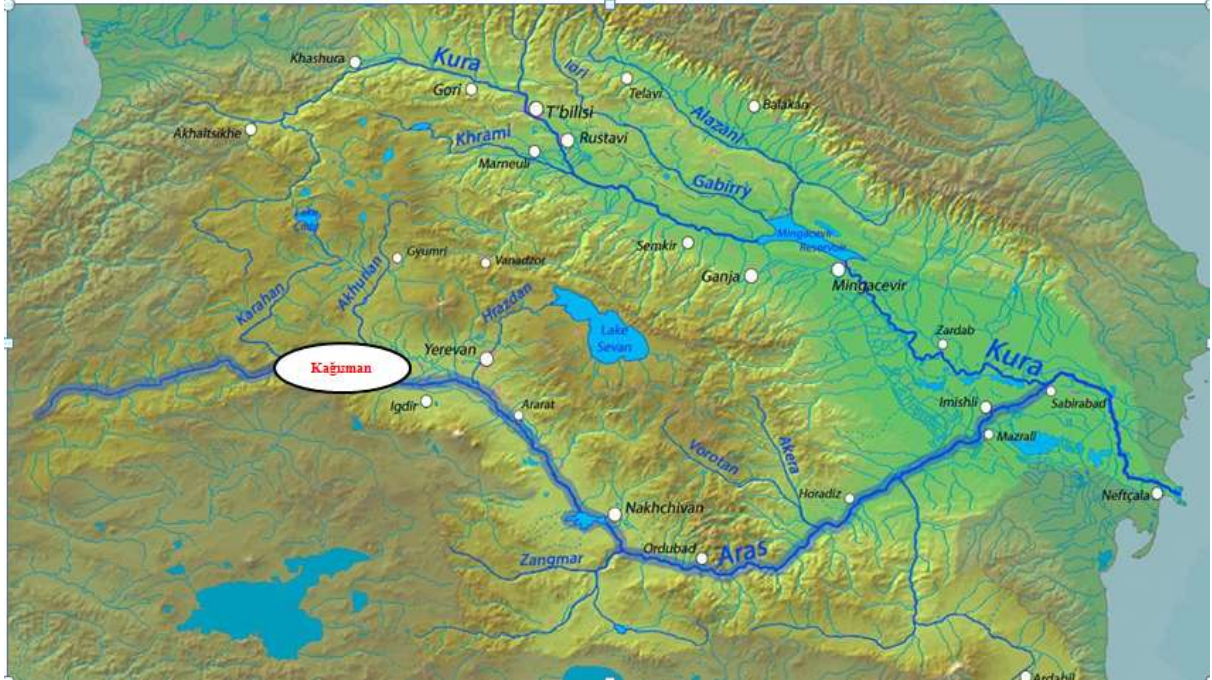 Khashura
Kura
Iori
Telavi
Gori
T'bilisi
Balakan
Alazani
Akhaltsikhe
Khrami
Rustavi
Marneuli
Gabirry
Mingacevir
Reservoir
Semkir
Ganja
Mingacevir
Gyumri
Vanadzor
Karahan
Akhurian
Hrazdan
Lake
Sevan
Zardab
Kura
Yerevan
Kağızman
Igdir
Ararat
Imishli
Sabirabad
Mazrali
Vorotan
Akera
Horadiz
Neftçala
Nakhchivan
Ordubad
Aras
Zangmar
Ardabil